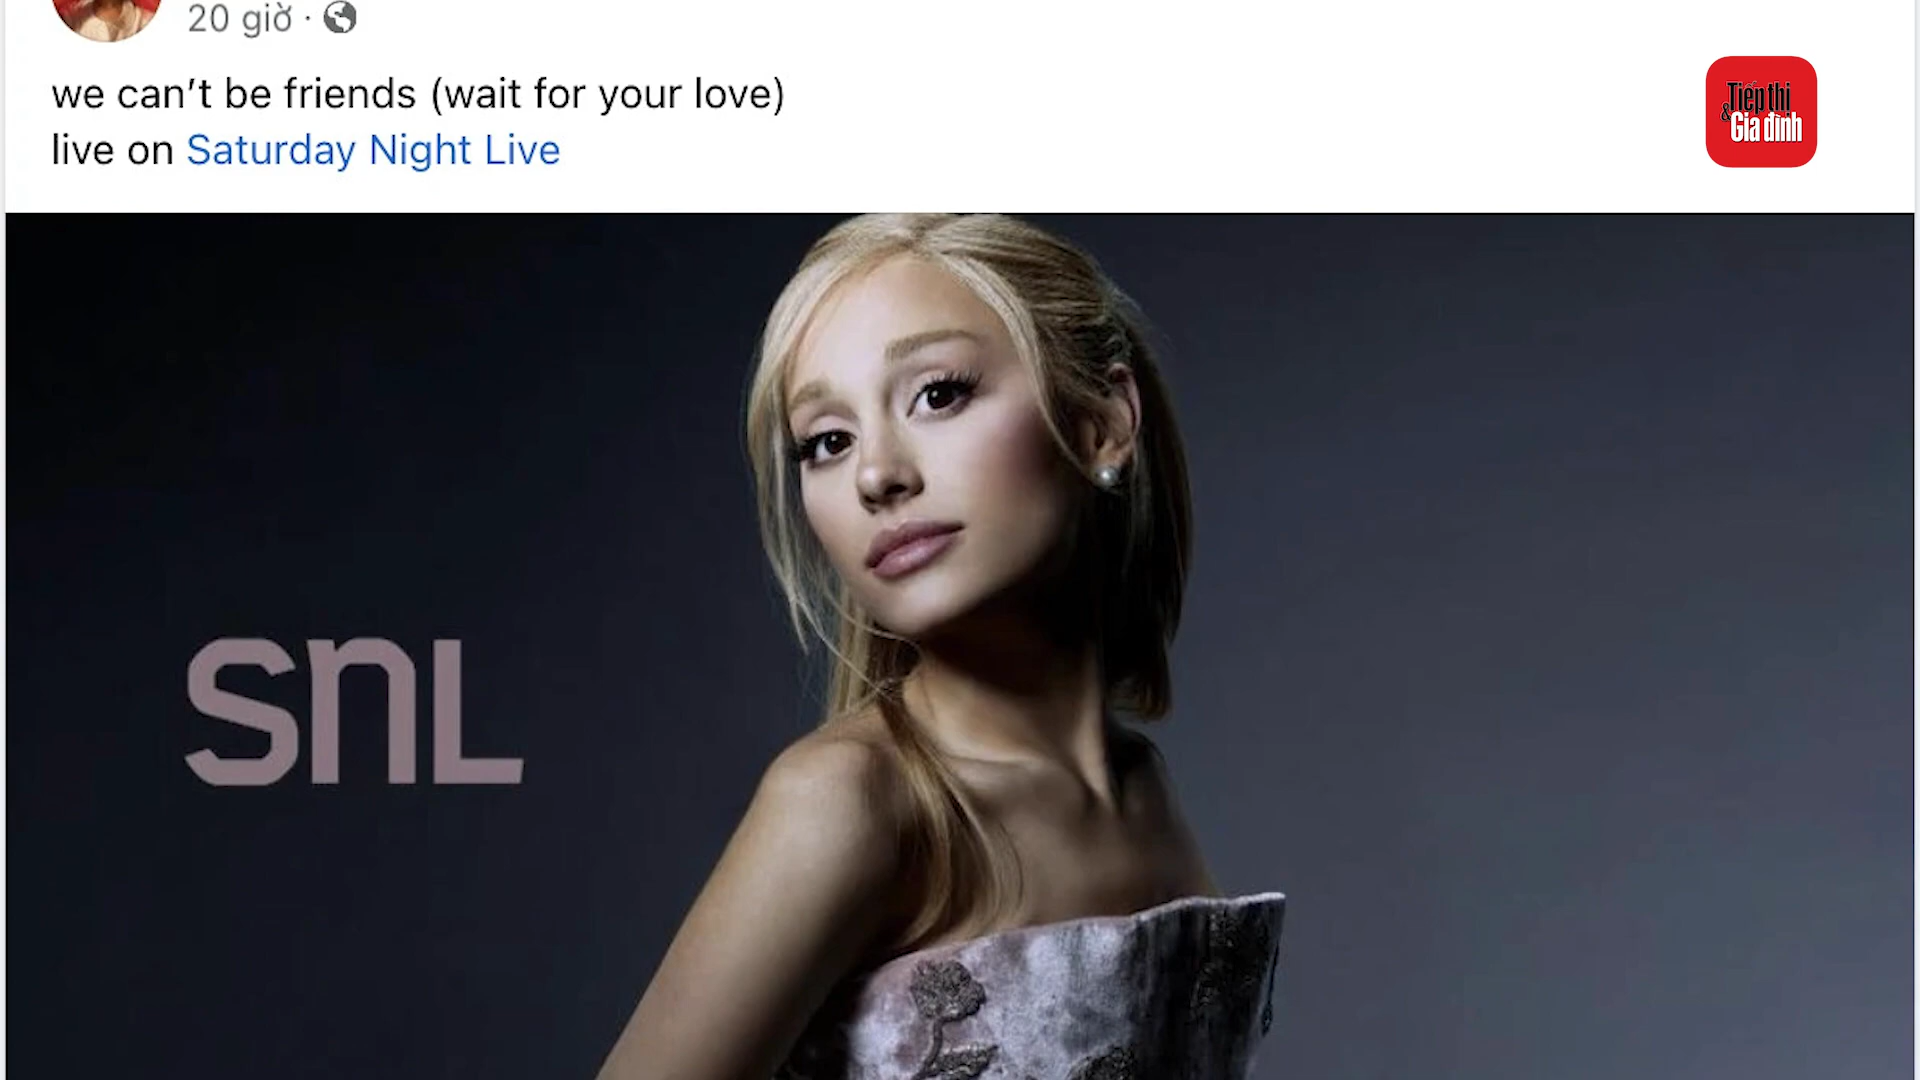 20 giờ ·
we can’t be friends (wait for your love)
live on Saturday Night Live
Tiếp thị
& Gia đình
SNL